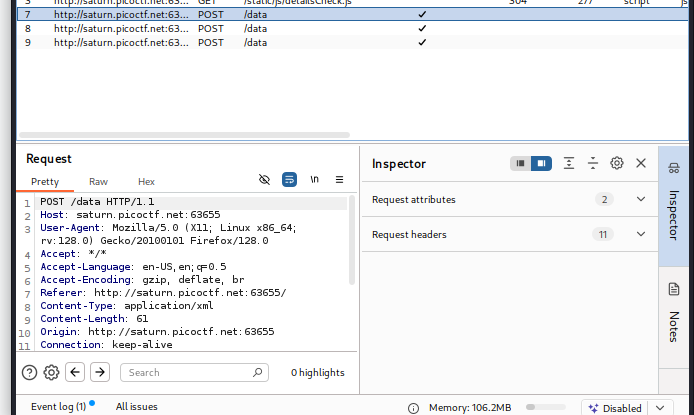 3 http://saturn.picoctf.net:63... GET /static/js/detailsCheck.js 304 277 script js
7 http://saturn.picoctf.net:63... POST /data ✓
8 http://saturn.picoctf.net:63... POST /data ✓
9 http://saturn.picoctf.net:63... POST /data ✓
Request
Pretty Raw Hex \n
1 POST /data HTTP/1.1
2 Host: saturn.picoctf.net:63655
3 User-Agent: Mozilla/5.0 (X11; Linux x86_64;
rv:128.0) Gecko/20100101 Firefox/128.0
4 Accept: */*
5 Accept-Language: en-US,en;q=0.5
6 Accept-Encoding: gzip, deflate, br
7 Referer: http://saturn.picoctf.net:63655/
8 Content-Type: application/xml
9 Content-Length: 61
10 Origin: http://saturn.picoctf.net:63655
11 Connection: keep-alive
Search
0 highlights
Inspector
Request attributes 2
Request headers 11
Inspector
Notes
Event log (1) All issues
Memory: 106.2MB
Disabled